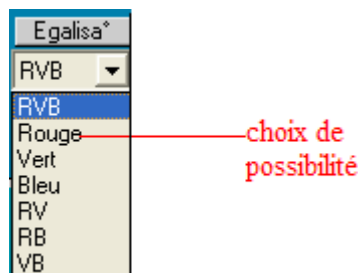 Egalisa°
RVB
RVB
Rouge
Vert
Bleu
RV
RB
VB
choix de
possibilité